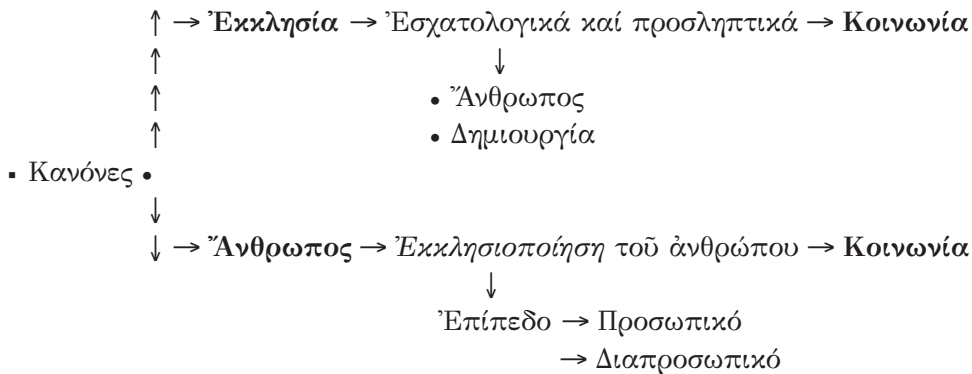 ↑ → Ἐκκλησία → Ἐσχατολογικά καί προσληπτικά → Κοινωνία
↑ ↓
↑ • Ἄνθρωπος
↑ • Δημιουργία
▪ Κανόνες •
↓
↓ → Ἄνθρωπος → Ἐκκλησιοποίηση τοῦ ἀνθρώπου → Κοινωνία
↓
Ἐπίπεδο → Προσωπικό
→ Διαπροσωπικό